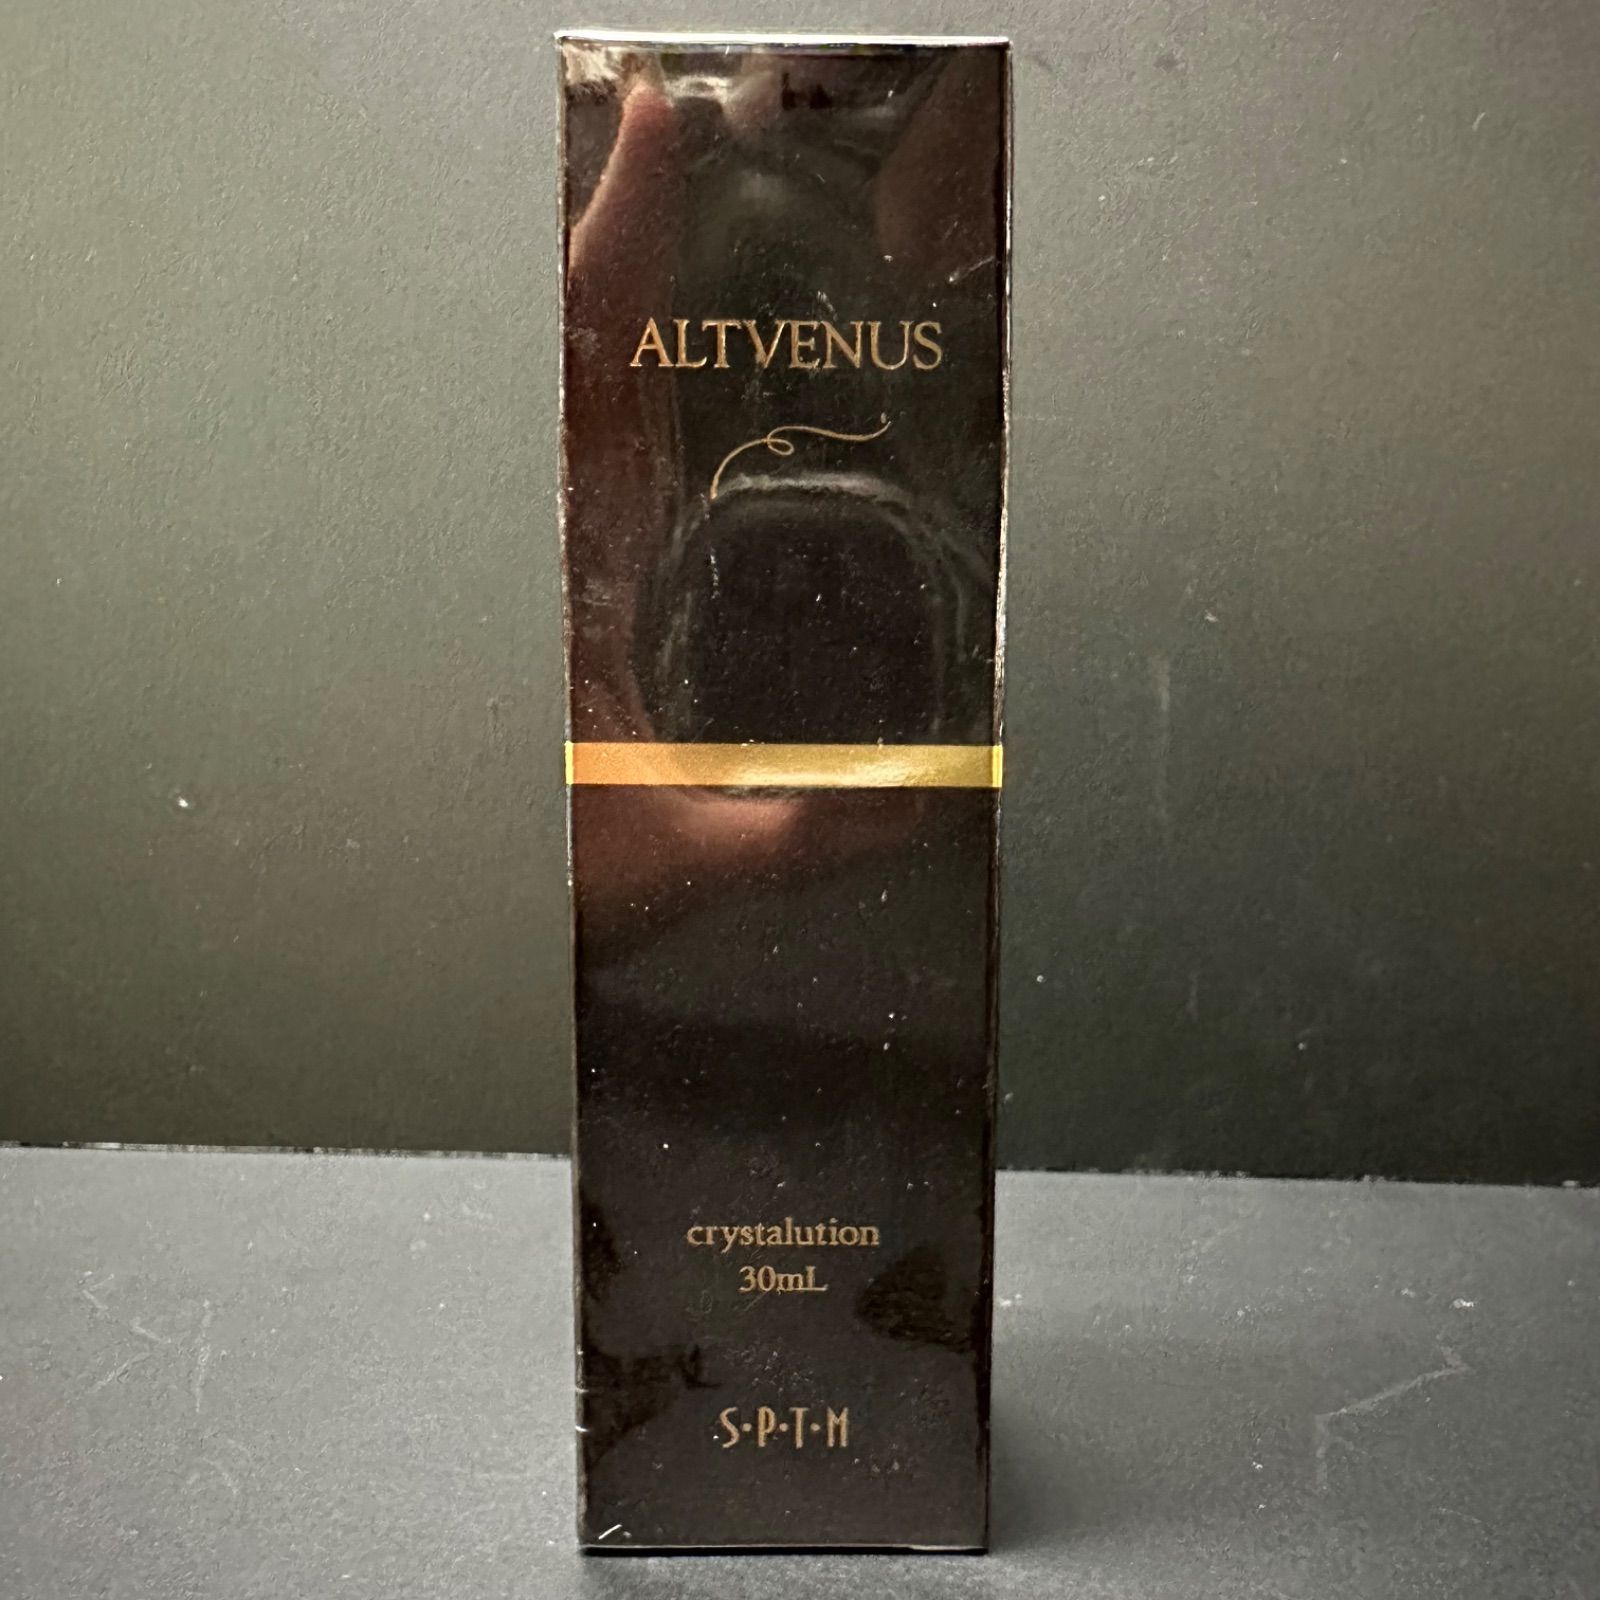 ALTVENUS
crystalution
30mL
S·P·T·M